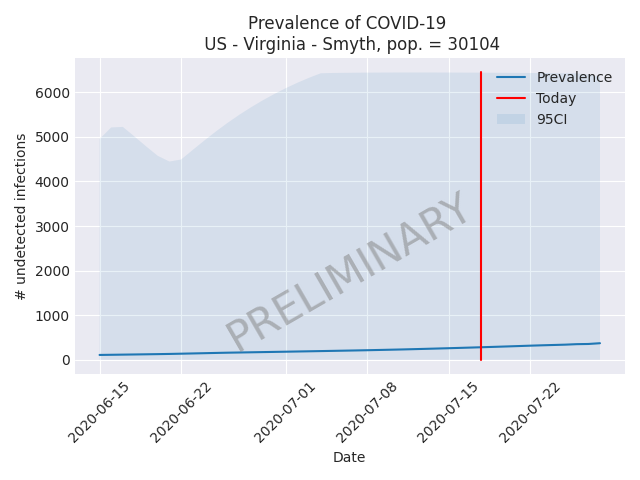 Prevalence of COVID-19
US - Virginia - Smyth, pop. = 30104
Prevalence
Today
95CI
# undetected infections
6000
5000
4000
3000
2000
1000
0
PRELIMINARY
2020-06-15
2020-06-22
2020-07-01
2020-07-08
2020-07-15
2020-07-22
Date